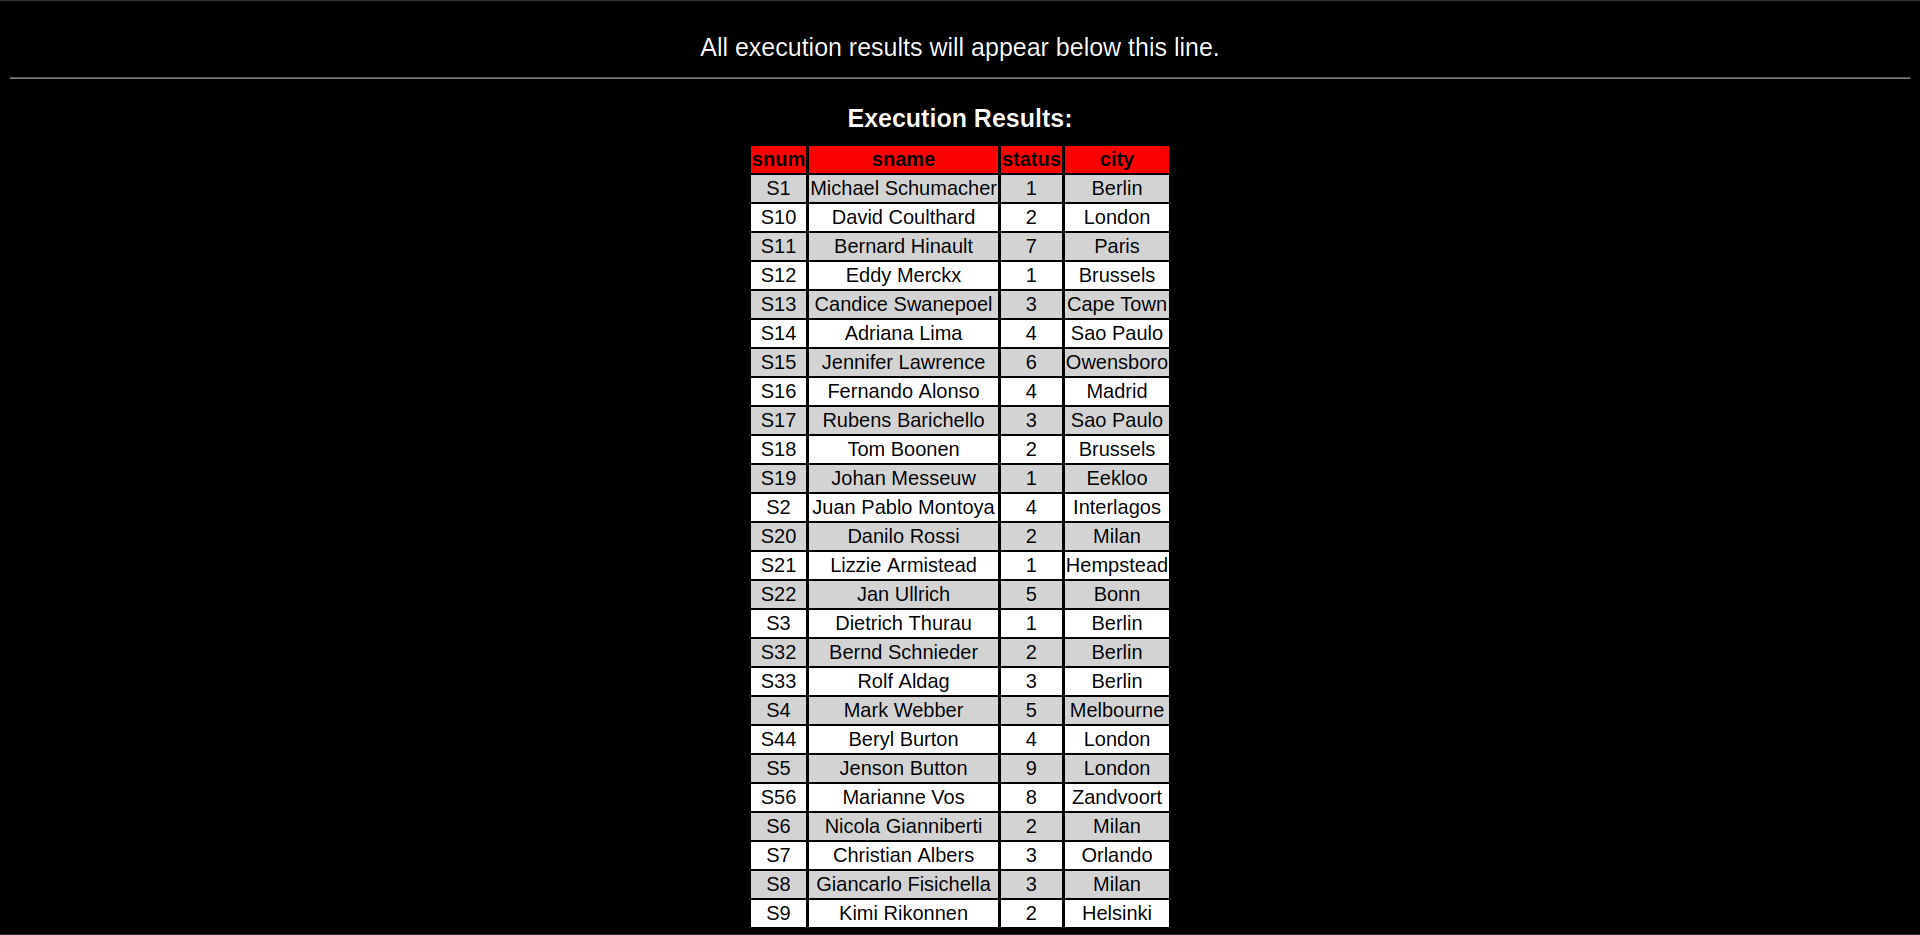 All execution results will appear below this line.
Execution Results:
snum sname status city
S1 Michael Schumacher 1 Berlin
S10 David Coulthard 2 London
S11 Bernard Hinault 7 Paris
S12 Eddy Merckx 1 Brussels
S13 Candice Swanepoel 3 Cape Town
S14 Adriana Lima 4 Sao Paulo
S15 Jennifer Lawrence 6 Owensboro
S16 Fernando Alonso 4 Madrid
S17 Rubens Barichello 3 Sao Paulo
S18 Tom Boonen 2 Brussels
S19 Johan Messeuw 1 Eekloo
S2 Juan Pablo Montoya 4 Interlagos
S20 Danilo Rossi 2 Milan
S21 Lizzie Armistead 1 Hempstead
S22 Jan Ullrich 5 Bonn
S3 Dietrich Thurau 1 Berlin
S32 Bernd Schnieder 2 Berlin
S33 Rolf Aldag 3 Berlin
S4 Mark Webber 5 Melbourne
S44 Beryl Burton 4 London
S5 Jenson Button 9 London
S56 Marianne Vos 8 Zandvoort
S6 Nicola Gianniberti 2 Milan
S7 Christian Albers 3 Orlando
S8 Giancarlo Fisichella 3 Milan
S9 Kimi Rikonnen 2 Helsinki